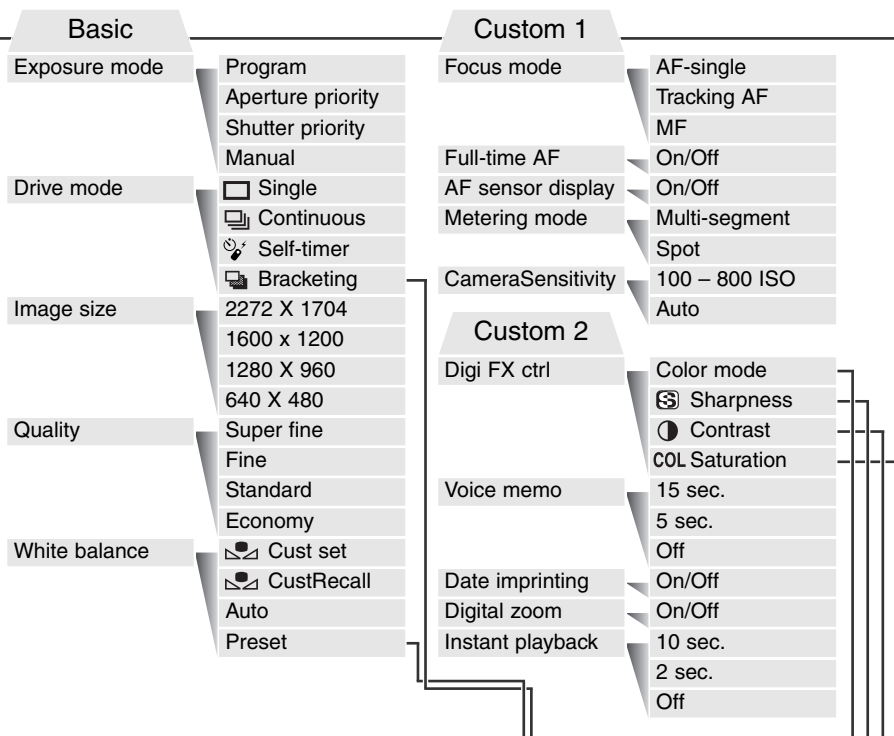 Basic
Exposure mode
Program
Aperture priority
Shutter priority
Manual
Drive mode
Single
Continuous
Self-timer
Bracketing
Image size
2272 X 1704
1600 x 1200
1280 X 960
640 X 480
Quality
Super fine
Fine
Standard
Economy
White balance
Cust set
CustRecall
Auto
Preset
Custom 1
Focus mode
AF-single
Tracking AF
MF
Full-time AF
On/Off
AF sensor display
On/Off
Metering mode
Multi-segment
Spot
CameraSensitivity
100 – 800 ISO
Auto
Custom 2
Digi FX ctrl
Color mode
S Sharpness
Contrast
COL Saturation
Voice memo
15 sec.
5 sec.
Off
Date imprinting
On/Off
Digital zoom
On/Off
Instant playback
10 sec.
2 sec.
Off